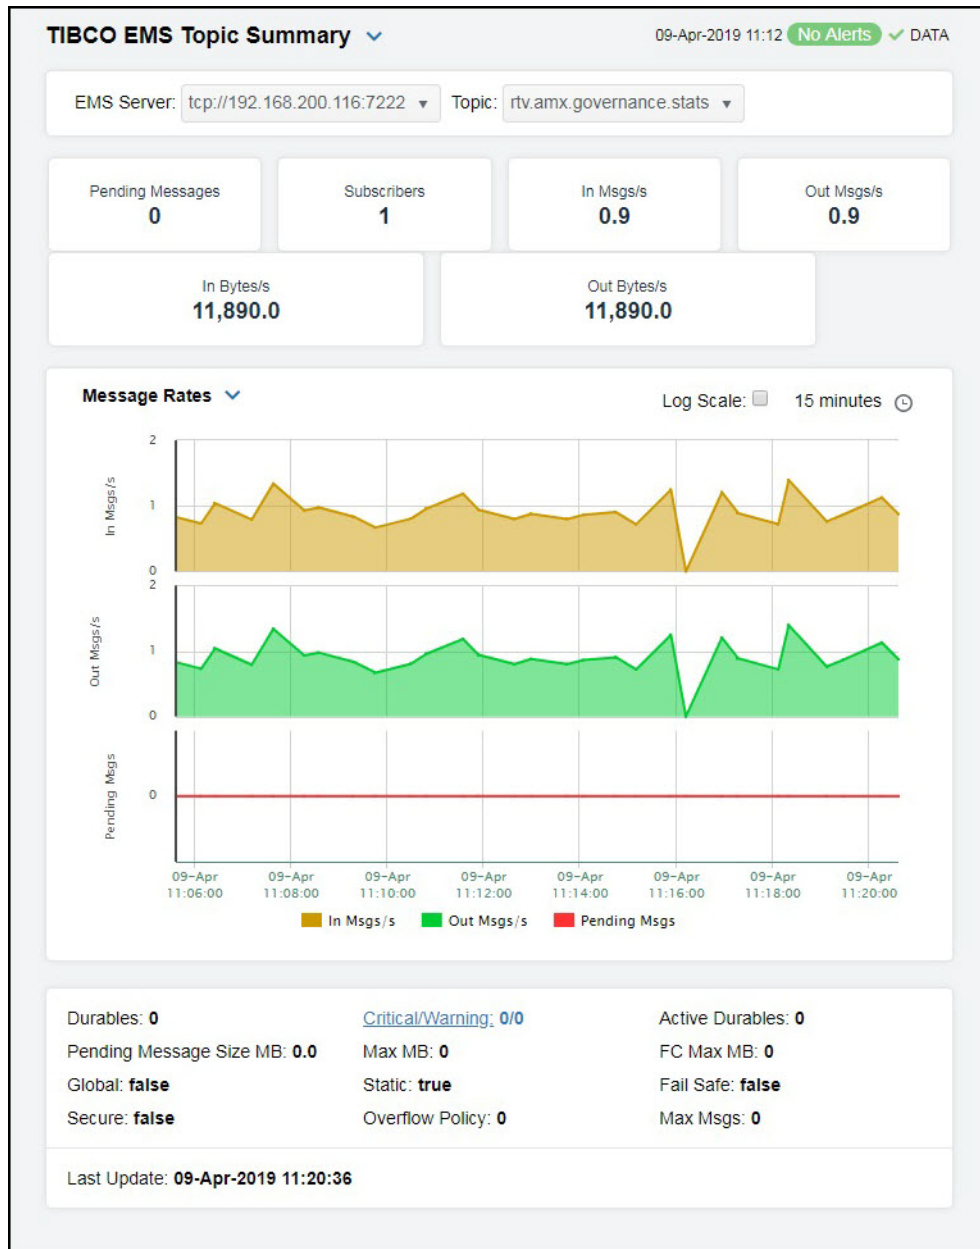 TIBCO EMS Topic Summary 09-Apr-2019 11:12 No Alerts DATA
EMS Server: tcp://192.168.200.116:7222 Topic: rtv.amx.governance.stats
Pending Messages Subscribers In Msgs/s Out Msgs/s
0 1 0.9 0.9
In Bytes/s Out Bytes/s
11,890.0 11,890.0
Message Rates Log Scale: 15 minutes
2
1
0
In Msgs/s
2
1
0
Out Msgs/s
0
Pending Msgs
09-Apr 09-Apr 09-Apr 09-Apr 09-Apr 09-Apr 09-Apr 09-Apr
11:06:00 11:08:00 11:10:00 11:12:00 11:14:00 11:16:00 11:18:00 11:20:00
In Msgs/s Out Msgs/s Pending Msgs
Durables: 0 Critical/Warning: 0/0 Active Durables: 0
Pending Message Size MB: 0.0 Max MB: 0 FC Max MB: 0
Global: false Static: true Fail Safe: false
Secure: false Overflow Policy: 0 Max Msgs: 0
Last Update: 09-Apr-2019 11:20:36